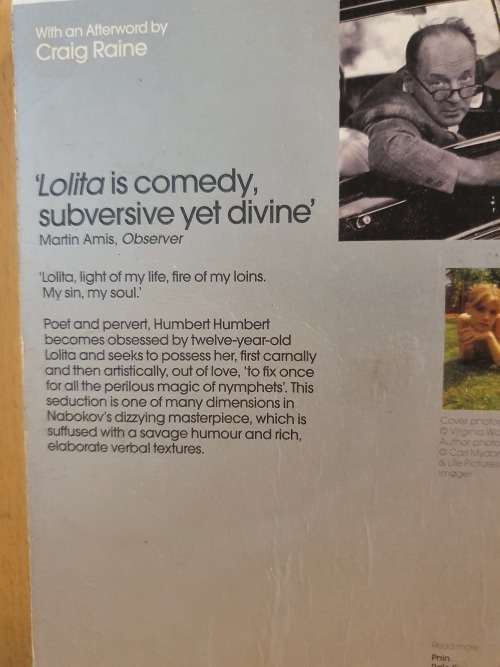 With an Afterword by
Craig Raine
'Lolita is comedy,
subversive yet divine'
Martin Amis, Observer
'Lolita, light of my life, fire of my loins.
My sin, my soul.'
Poet and pervert, Humbert Humbert
becomes obsessed by twelve-year-old
Lolita and seeks to possess her, first carnally
and then artistically, out of love, 'to fix once
for all the perilous magic of nymphets'. This
seduction is one of many dimensions in
Nabokov's dizzying masterpiece, which is
suffused with a savage humour and rich,
elaborate verbal textures.
Cover
© Virginia
Author
© Carl
& Life Pictures
Images
Read more
Pnin